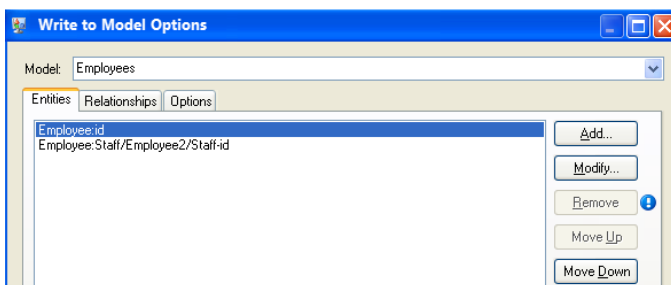 Write to Model Options
Model: Employees
Entities Relationships Options
Employee:id
Employee:Staff/Employee2/Staff-id
Add...
Modify...
Remove
Move Up
Move Down